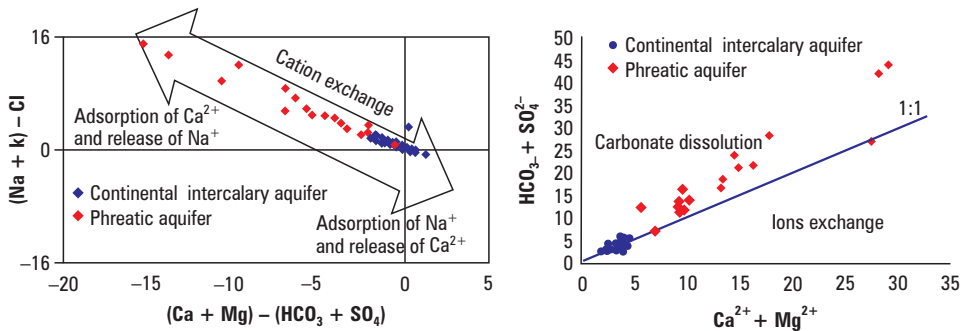 16
0
−16
(Na + k) − Cl
Cation exchange
Adsorption of Ca2+
and release of Na+
Continental intercalary aquifer
Phreatic aquifer
Adsorption of Na+
and release of Ca2+
−20
−15
−10
−5
0
5
(Ca + Mg) − (HCO3 + SO4)
50
45
40
35
30
25
20
15
10
5
0
HCO3− + SO4^2−
Continental intercalary aquifer
Phreatic aquifer
1:1
Carbonate dissolution
Ions exchange
0
5
10
15
20
25
30
35
Ca2+ + Mg2+